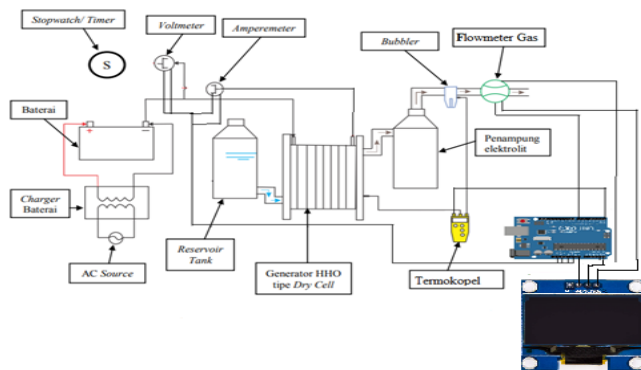 Stopwatch/ Timer
S
Voltmeter
Amperemeter
Bubbler
Flowmeter Gas
Baterai
+
−
Penampung
elektrolit
Charger
Baterai
AC Source
Reservoir
Tank
Generator HHO
tipe Dry Cell
Termokopel